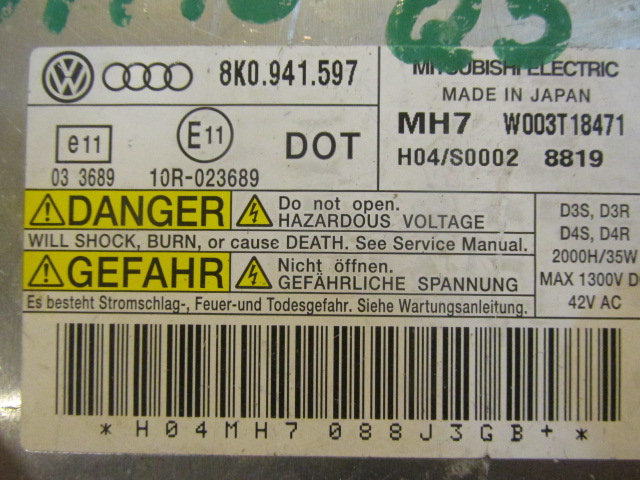 8K0.941.597
MITSUBISHI ELECTRIC
MADE IN JAPAN
MH7 W003T18471
H04/S0002 8819
e11
E11
DOT
03 3689
10R-023689
DANGER
Do not open.
HAZARDOUS VOLTAGE
WILL SHOCK, BURN, or cause DEATH. See Service Manual.
GEFAHR
Nicht öffnen.
GEFÄHRLICHE SPANNUNG
Es besteht Stromschlag-, Feuer-und Todesgefahr. Siehe Wartungsanleitung.
D3S, D3R
D4S, D4R
2000H/35W
MAX 1300V D
42V AC
*H04MH7088J3GB+*